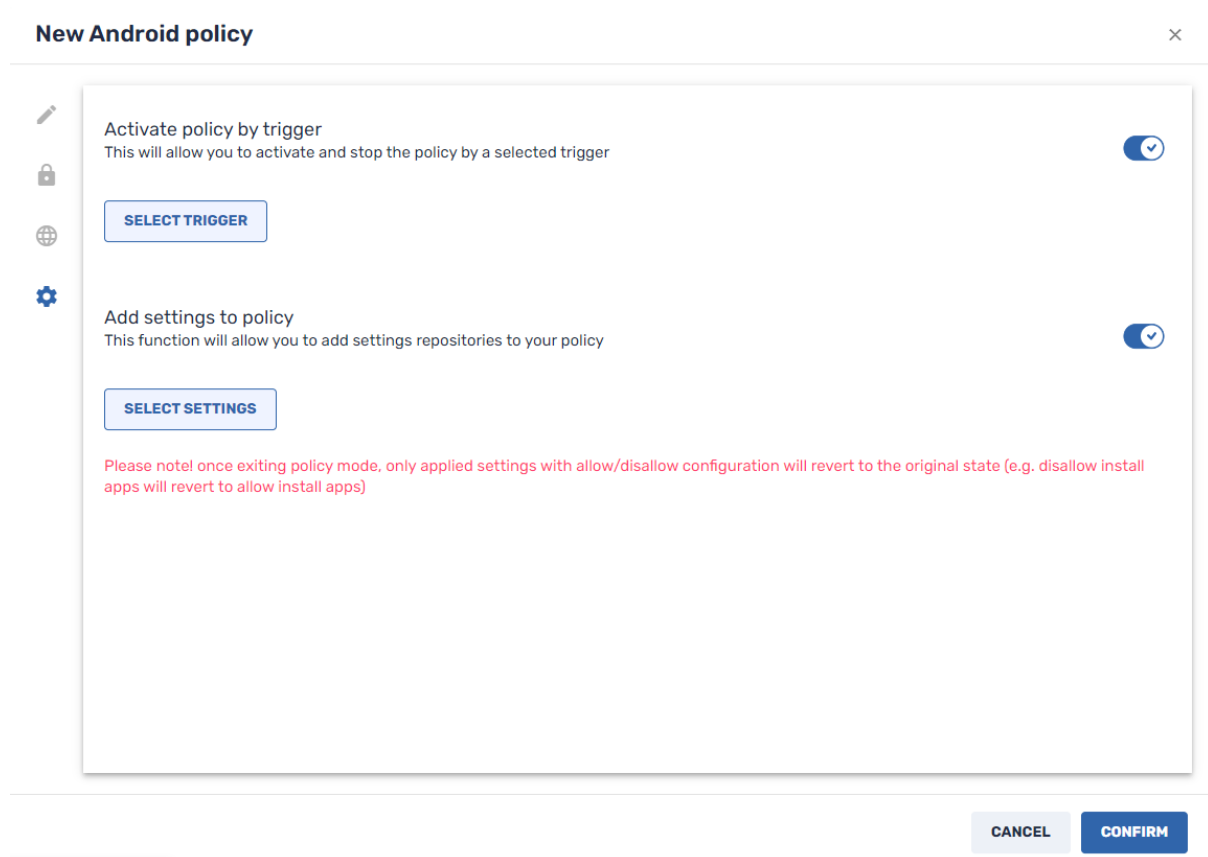 New Android policy
Activate policy by trigger
This will allow you to activate and stop the policy by a selected trigger
SELECT TRIGGER
Add settings to policy
This function will allow you to add settings repositories to your policy
SELECT SETTINGS
Please note! once exiting policy mode, only applied settings with allow/disallow configuration will revert to the original state (e.g. disallow install
apps will revert to allow install apps)
CANCEL
CONFIRM